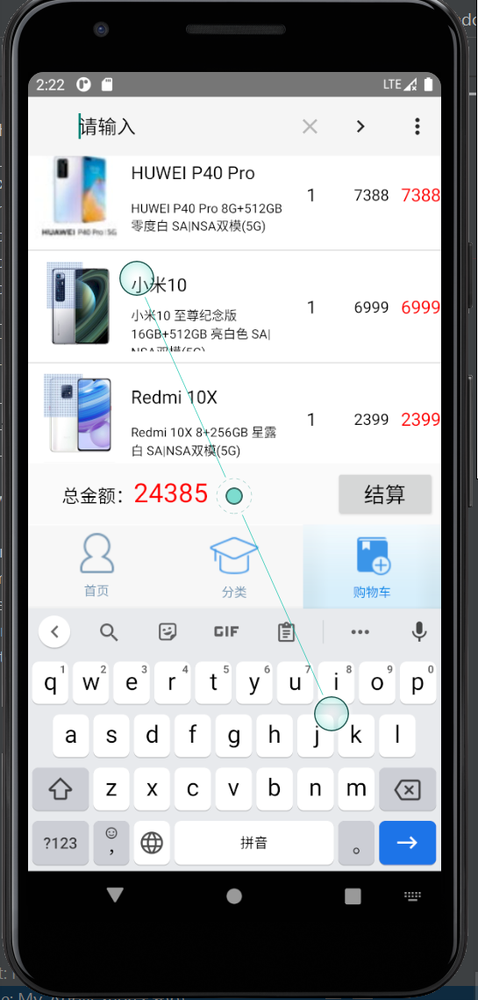 2:22 LTE
请输入
HUWEI P40 Pro
HUAWEI P40 Pro | 5G
HUWEI P40 Pro 8G+512GB
零度白 SA|NSA双模(5G)
1 7388 7388
小米10
小米10 至尊纪念版
16GB+512GB 亮白色 SA|
NSA双模(5G)
1 6999 6999
Redmi 10X
Redmi 10X 8+256GB 星露
白 SA|NSA双模(5G)
1 2399 2399
总金额: 24385 结算
首页 分类 购物车
GIF
q1 w2 e3 r4 t5 y6 u7 i8 o9 p0
a s d f g h j k l
z x c v b n m
?123 , 拼音 。